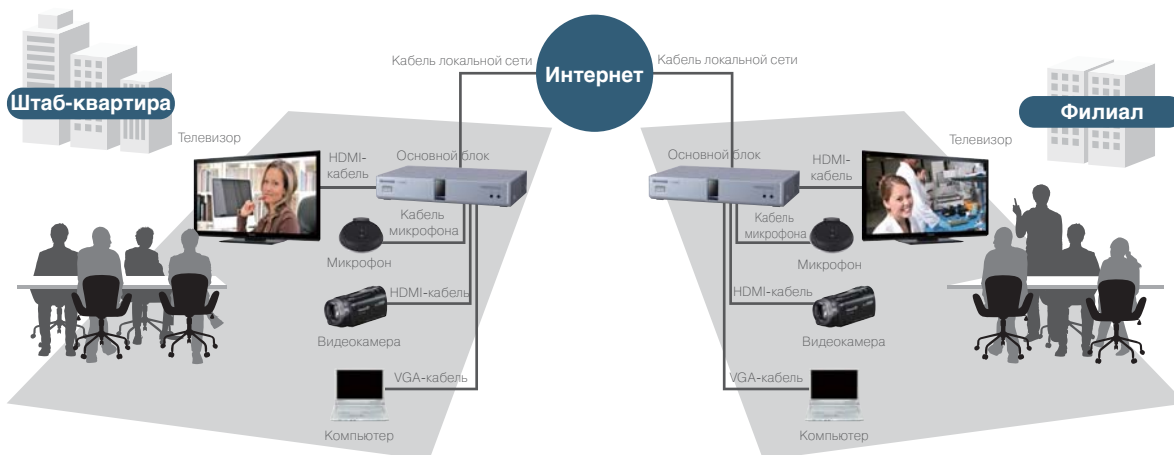 Кабель локальной сети
Интернет
Кабель локальной сети
Штаб-квартира
Филиал
Телевизор
HDMI-
кабель
Основной блок
Кабель
микрофона
Микрофон
HDMI-кабель
Видеокамера
VGA-кабель
Компьютер
Основной блок
HDMI-
кабель
Телевизор
Кабель
микрофона
Микрофон
HDMI-кабель
Видеокамера
VGA-кабель
Компьютер